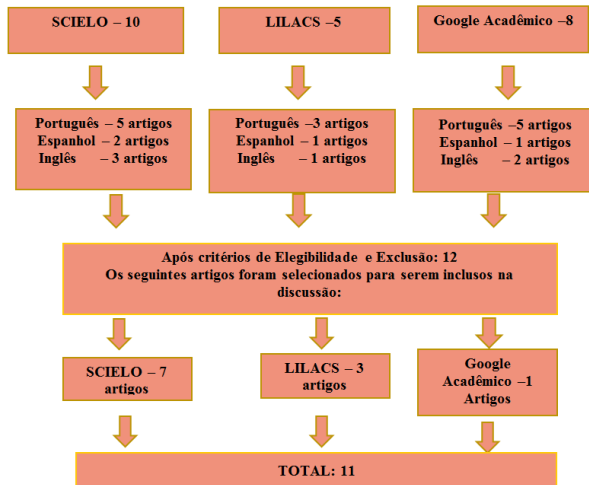 SCIELO – 10
LILACS –5
Google Acadêmico –8
Português – 5 artigos
Espanhol – 2 artigos
Inglês – 3 artigos
Português –3 artigos
Espanhol – 1 artigos
Inglês – 1 artigos
Português –5 artigos
Espanhol – 1 artigos
Inglês – 2 artigos
Após critérios de Elegibilidade e Exclusão: 12
Os seguintes artigos foram selecionados para serem inclusos na
discussão:
SCIELO – 7
artigos
LILACS – 3
artigos
Google
Acadêmico –1
Artigos
TOTAL: 11